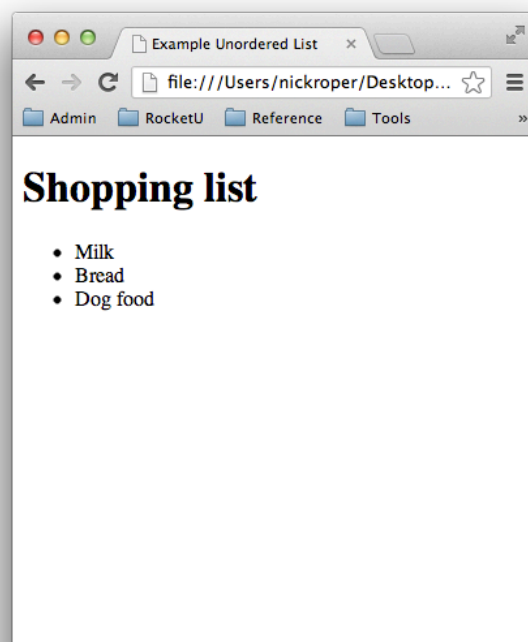 Example Unordered List
file:///Users/nickroper/Desktop...
Admin RocketU Reference Tools »
Shopping list
• Milk
• Bread
• Dog food